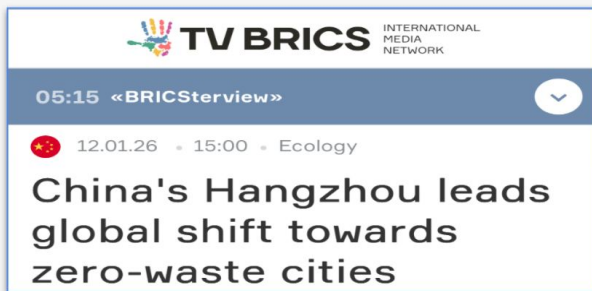 TV BRICS
INTERNATIONAL
MEDIA
NETWORK
05:15 «BRICSterview»
12.01.26 • 15:00 • Ecology
China's Hangzhou leads
global shift towards
zero-waste cities